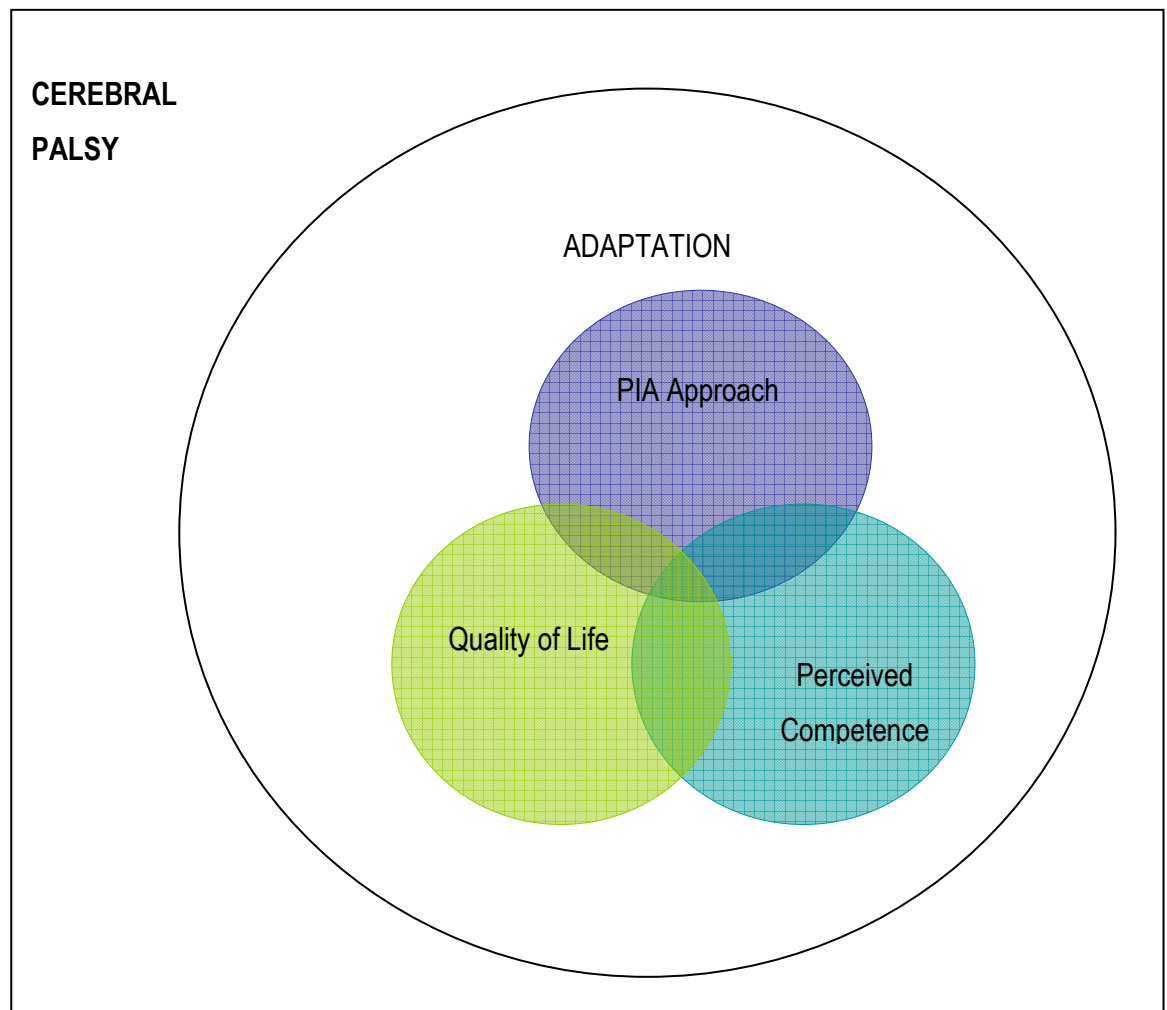 CEREBRAL
PALSY
ADAPTATION
PIA Approach
Quality of Life
Perceived
Competence